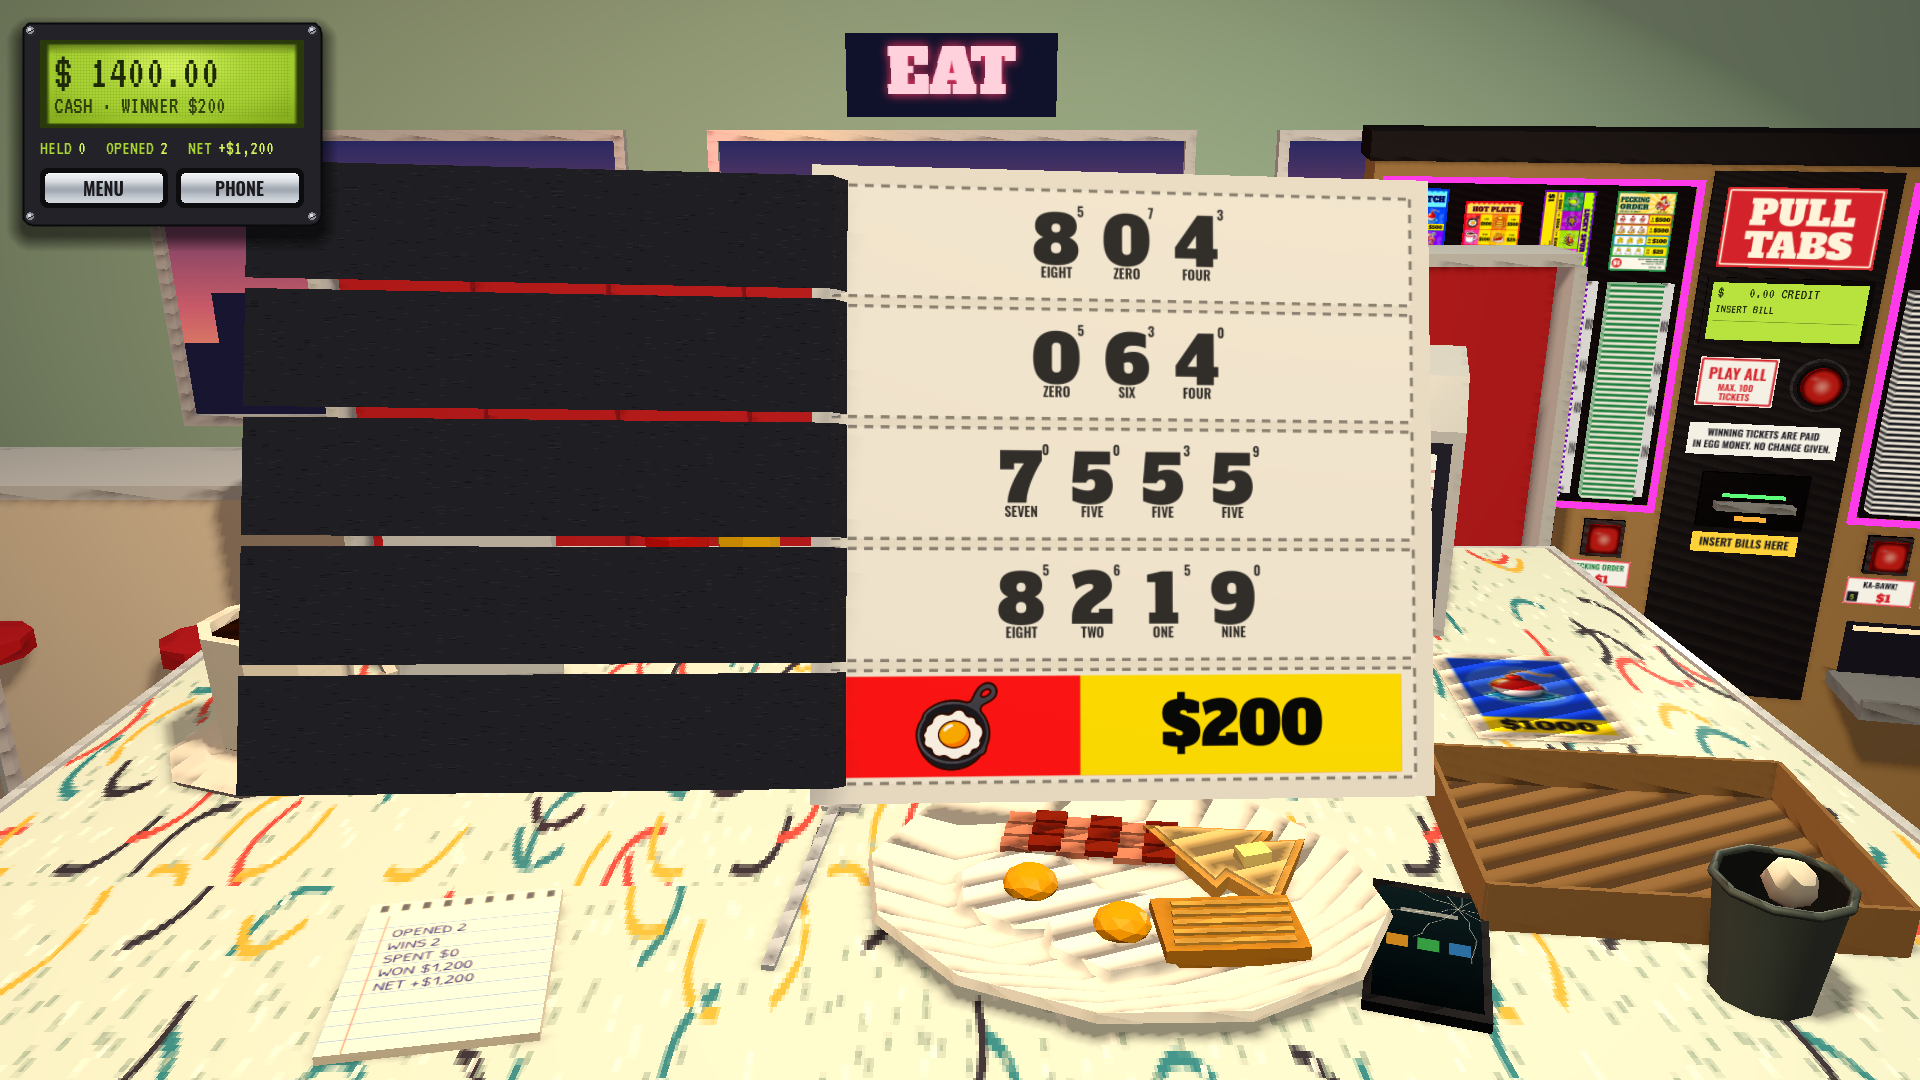 $ 1400.00
CASH · WINNER $200
HELD 0 OPENED 2 NET +$1,200
MENU PHONE
EAT
8 5 0 7 4 3
EIGHT ZERO FOUR
0 5 6 3 4 0
ZERO SIX FOUR
7 0 5 0 5 3 5 9
SEVEN FIVE FIVE FIVE
8 5 2 6 1 5 9 0
EIGHT TWO ONE NINE
$200
HOT PLATE
PECKING
ORDER
PULL
TABS
$ 0.00 CREDIT
INSERT BILL
PLAY ALL
MAX. 100
TICKETS
WINNING TICKETS ARE PAID
IN EGG MONEY. NO CHANGE GIVEN.
INSERT BILLS HERE
KING ORDER
$1
KA-BAWK!
$1
$1000
OPENED 2
WINS 2
SPENT $0
WON $1,200
NET +$1,200